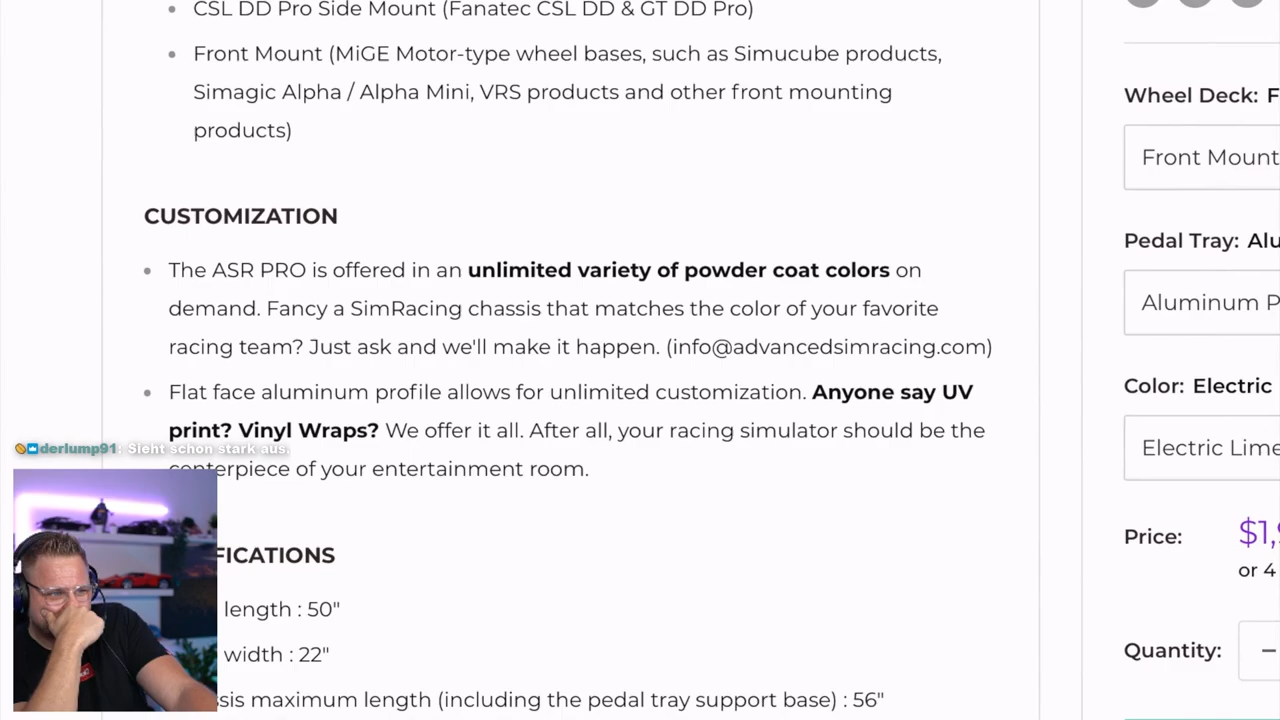 CSL DD Pro Side Mount (Fanatec CSL DD & GT DD Pro)
Front Mount (MiGE Motor-type wheel bases, such as Simucube products,
Simagic Alpha / Alpha Mini, VRS products and other front mounting
products)
CUSTOMIZATION
The ASR PRO is offered in an unlimited variety of powder coat colors on
demand. Fancy a SimRacing chassis that matches the color of your favorite
racing team? Just ask and we'll make it happen. (info@advancedsimracing.com)
Flat face aluminum profile allows for unlimited customization. Anyone say UV
print? Vinyl Wraps? We offer it all. After all, your racing simulator should be the
centerpiece of your entertainment room.
derlump91: Sieht schon stark aus.
FICATIONS
length : 50"
width : 22"
sis maximum length (including the pedal tray support base) : 56"
Wheel Deck: F
Front Mount
Pedal Tray: Alu
Aluminum P
Color: Electric
Electric Lime
Price: $1,9
or 4
Quantity: −